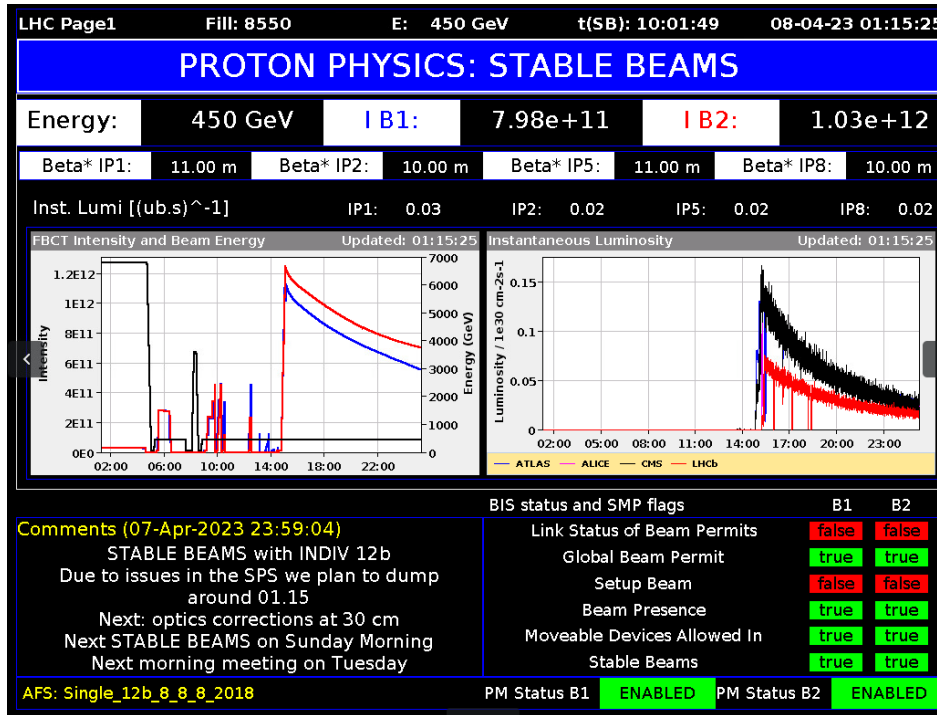 LHC Page1 Fill: 8550 E: 450 GeV t(SB): 10:01:49 08-04-23 01:15:25
PROTON PHYSICS: STABLE BEAMS
Energy: 450 GeV I B1: 7.98e+11 I B2: 1.03e+12
Beta* IP1: 11.00 m Beta* IP2: 10.00 m Beta* IP5: 11.00 m Beta* IP8: 10.00 m
Inst. Lumi [(ub.s)^-1] IP1: 0.03 IP2: 0.02 IP5: 0.02 IP8: 0.02
FBCT Intensity and Beam Energy Updated: 01:15:25
1.2E12
1E12
8E11
6E11
4E11
2E11
0E0
Intensity
7000
6000
5000
4000
3000
2000
1000
0
Energy (GeV)
02:00 06:00 10:00 14:00 18:00 22:00
Instantaneous Luminosity Updated: 01:15:25
0.15
0.1
0.05
0
Luminosity / 1e30 cm-2s-1
02:00 05:00 08:00 11:00 14:00 17:00 20:00 23:00
ATLAS ALICE CMS LHCb
Comments (07-Apr-2023 23:59:04)
STABLE BEAMS with INDIV 12b
Due to issues in the SPS we plan to dump
around 01.15
Next: optics corrections at 30 cm
Next STABLE BEAMS on Sunday Morning
Next morning meeting on Tuesday
BIS status and SMP flags B1 B2
Link Status of Beam Permits false false
Global Beam Permit true true
Setup Beam false false
Beam Presence true true
Moveable Devices Allowed In true true
Stable Beams true true
AFS: Single_12b_8_8_8_2018 PM Status B1 ENABLED PM Status B2 ENABLED